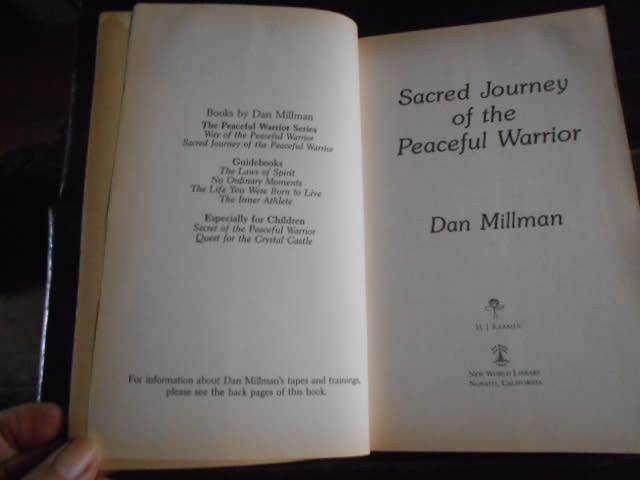 Books by Dan Millman
The Peaceful Warrior Series
Way of the Peaceful Warrior
Sacred Journey of the Peaceful Warrior
Guidebooks
The Laws of Spirit
No Ordinary Moments
The Life You Were Born to Live
The Inner Athlete
Especially for Children
Secret of the Peaceful Warrior
Quest for the Crystal Castle
For information about Dan Millman's tapes and trainings,
please see the back pages of this book.
Sacred Journey
of the
Peaceful Warrior
Dan Millman
H J Kramer
New World Library
Novato, California